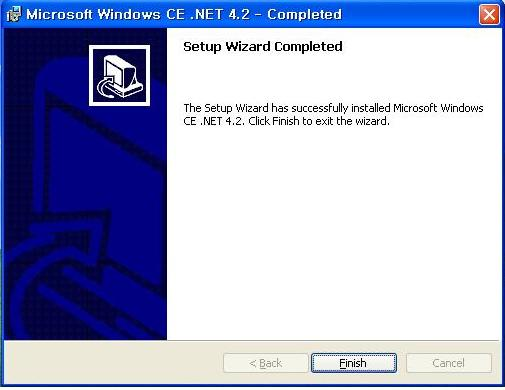 Microsoft Windows CE .NET 4.2 - Completed
Setup Wizard Completed
The Setup Wizard has successfully installed Microsoft Windows
CE .NET 4.2. Click Finish to exit the wizard.
< Back
Finish
Cancel